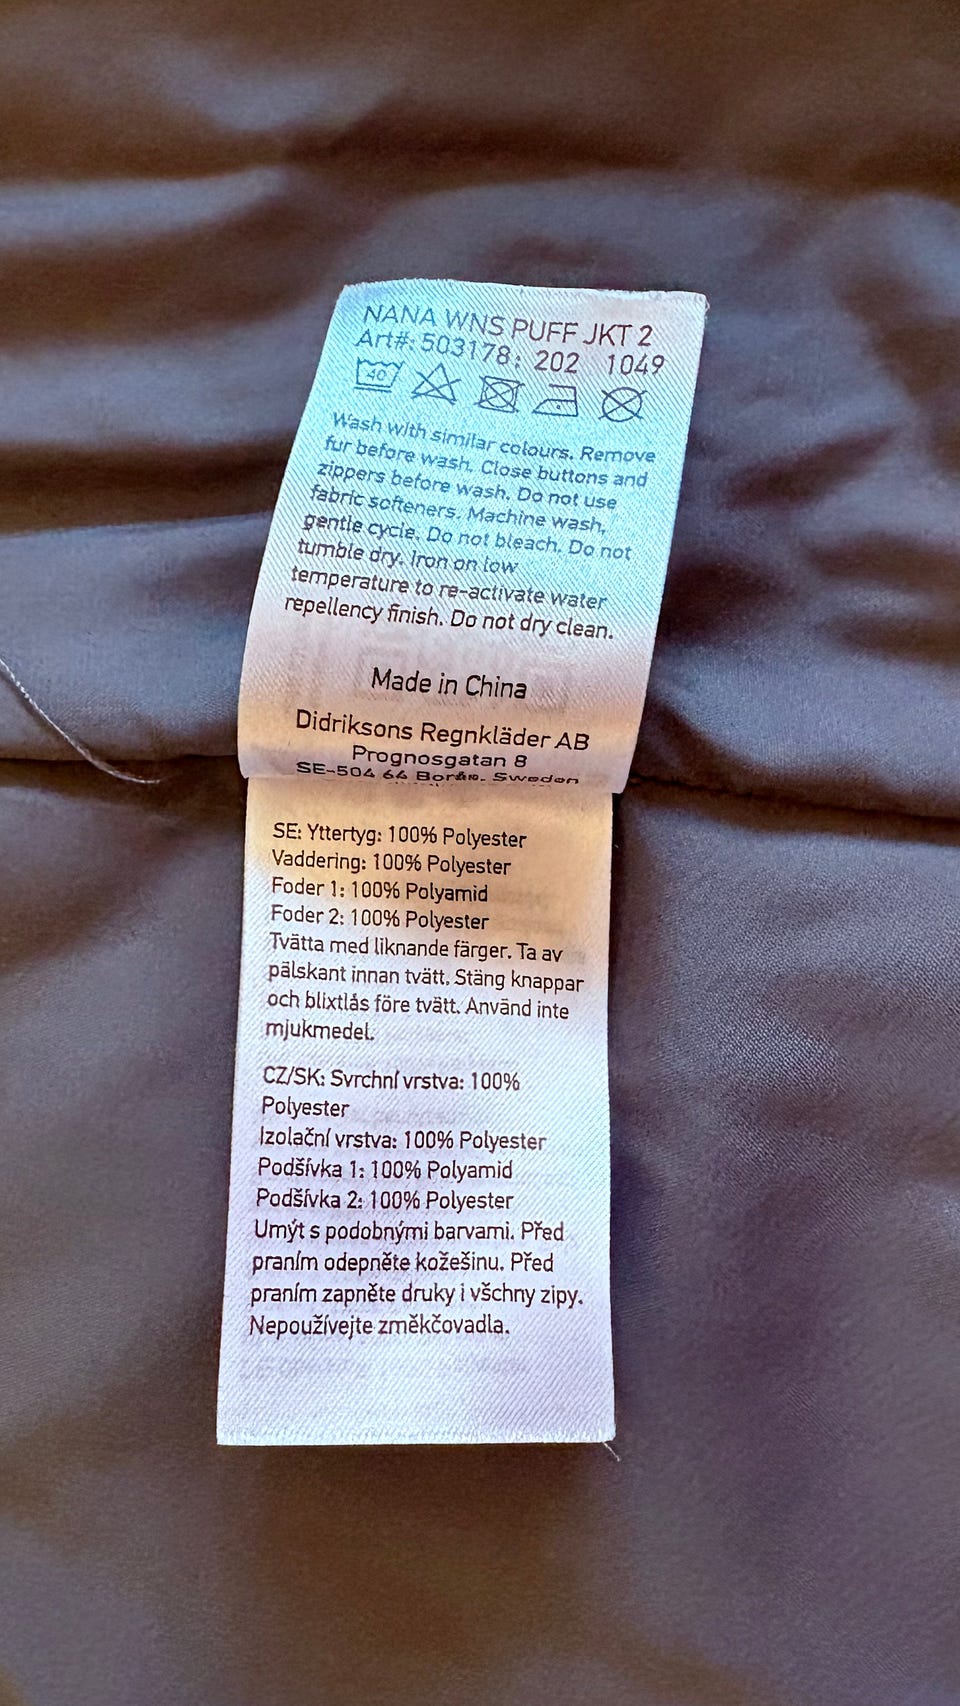 NANA WNS PUFF JKT 2
Art#: 503178: 202 1049
40
Wash with similar colours. Remove
fur before wash. Close buttons and
zippers before wash. Do not use
fabric softeners. Machine wash,
gentle cycle. Do not bleach. Do not
tumble dry. Iron on low
temperature to re-activate water
repellency finish. Do not dry clean.
Made in China
Didriksons Regnkläder AB
Prognosgatan 8
SE-504 64 Borås. Sweden
SE: Yttertyg: 100% Polyester
Vaddering: 100% Polyester
Foder 1: 100% Polyamid
Foder 2: 100% Polyester
Tvätta med liknande färger. Ta av
pälskant innan tvätt. Stäng knappar
och blixtlås före tvätt. Använd inte
mjukmedel.
CZ/SK: Svrchní vrstva: 100%
Polyester
Izolační vrstva: 100% Polyester
Podšívka 1: 100% Polyamid
Podšívka 2: 100% Polyester
Umýt s podobnými barvami. Před
praním odepněte kožešinu. Před
praním zapněte druky i všchny zipy.
Nepoužívejte změkčovadla.